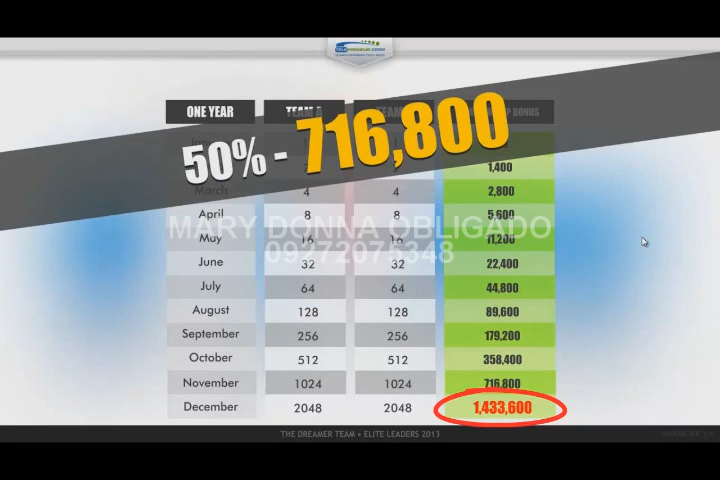 ONE YEAR
50% - 716,800
BONUS
1,400
March 4 4 2,800
April 8 8 5,600
MARY DONNA OBLIGADO
May 16 16 11,200
09272075348
June 32 32 22,400
July 64 64 44,800
August 128 128 89,600
September 256 256 179,200
October 512 512 358,400
November 1024 1024 716,800
December 2048 2048 1,433,600
THE DREAMER TEAM • ELITE LEADERS 2013